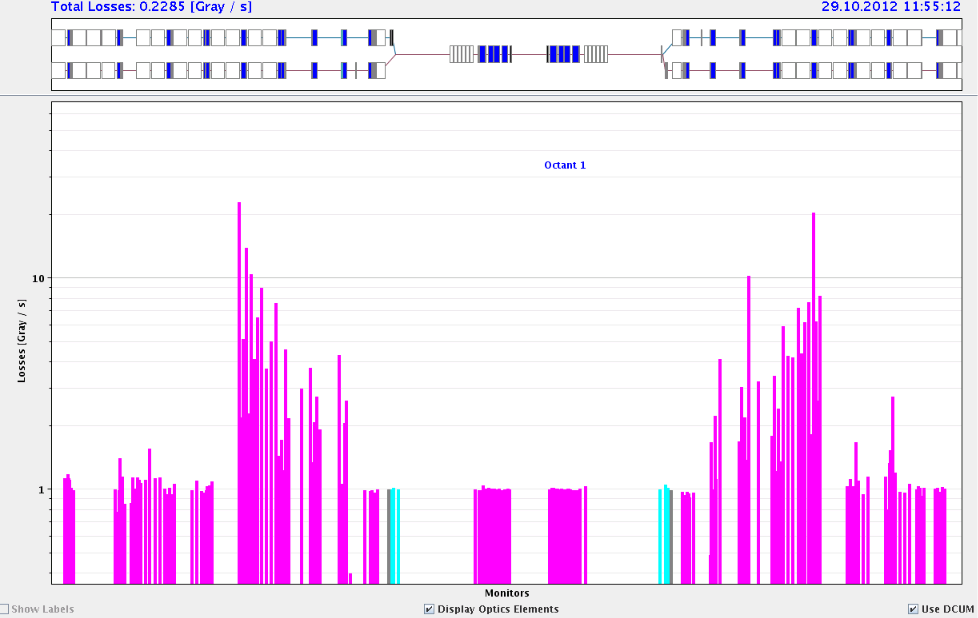 Total Losses: 0.2285 [Gray / s] 29.10.2012 11:55:12
Octant 1
10
1
Losses [Gray / s]
Monitors
Show Labels Display Optics Elements Use DCUM